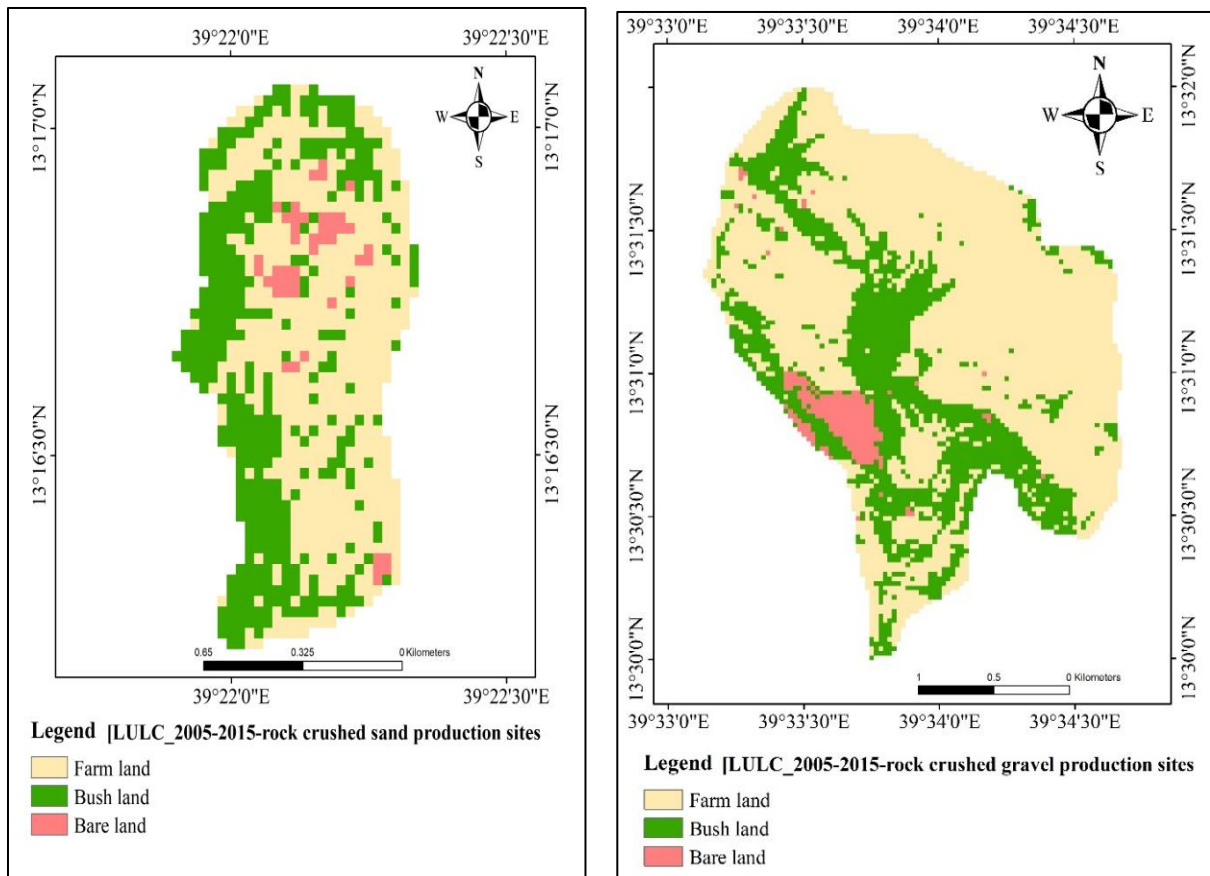 39°22'0"E 39°22'30"E
N
W E
S
13°17'0"N 13°17'0"N
13°16'30"N 13°16'30"N
0.65 0.325 0 Kilometers
39°22'0"E 39°22'30"E
Legend [LULC_2005-2015-rock crushed sand production sites
Farm land
Bush land
Bare land
39°33'0"E 39°33'30"E 39°34'0"E 39°34'30"E
N
W E
S
13°32'0"N
13°31'30"N 13°31'30"N
13°31'0"N 13°31'0"N
13°30'30"N 13°30'30"N
13°30'0"N 13°30'0"N
1 0.5 0 Kilometers
39°33'0"E 39°33'30"E 39°34'0"E 39°34'30"E
Legend [LULC_2005-2015-rock crushed gravel production sites
Farm land
Bush land
Bare land